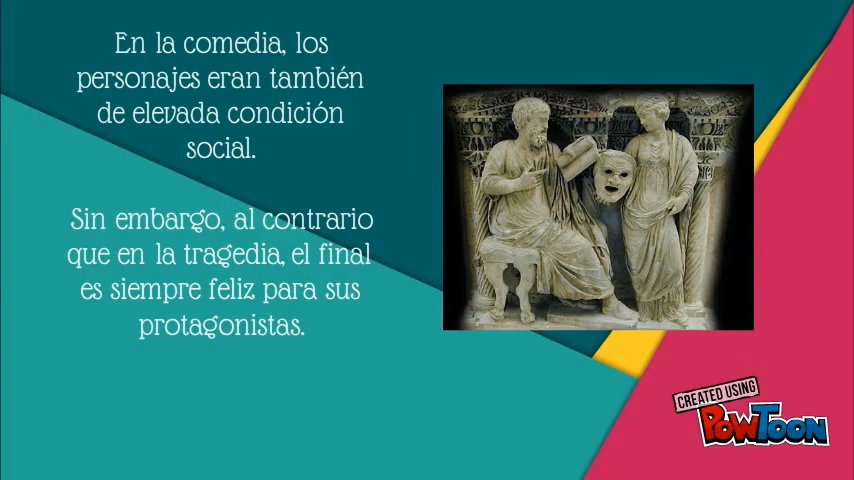 En la comedia, los
personajes eran también
de elevada condición
social.
Sin embargo, al contrario
que en la tragedia, el final
es siempre feliz para sus
protagonistas.
CREATED USING
POWTOON